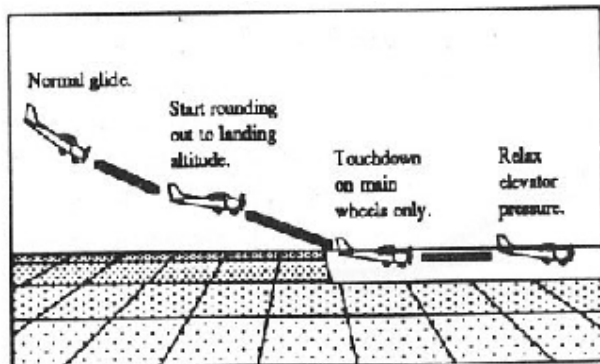 Normal glide.
Start rounding
out to landing
altitude.
Touchdown
on main
wheels only.
Relax
elevator
pressure.